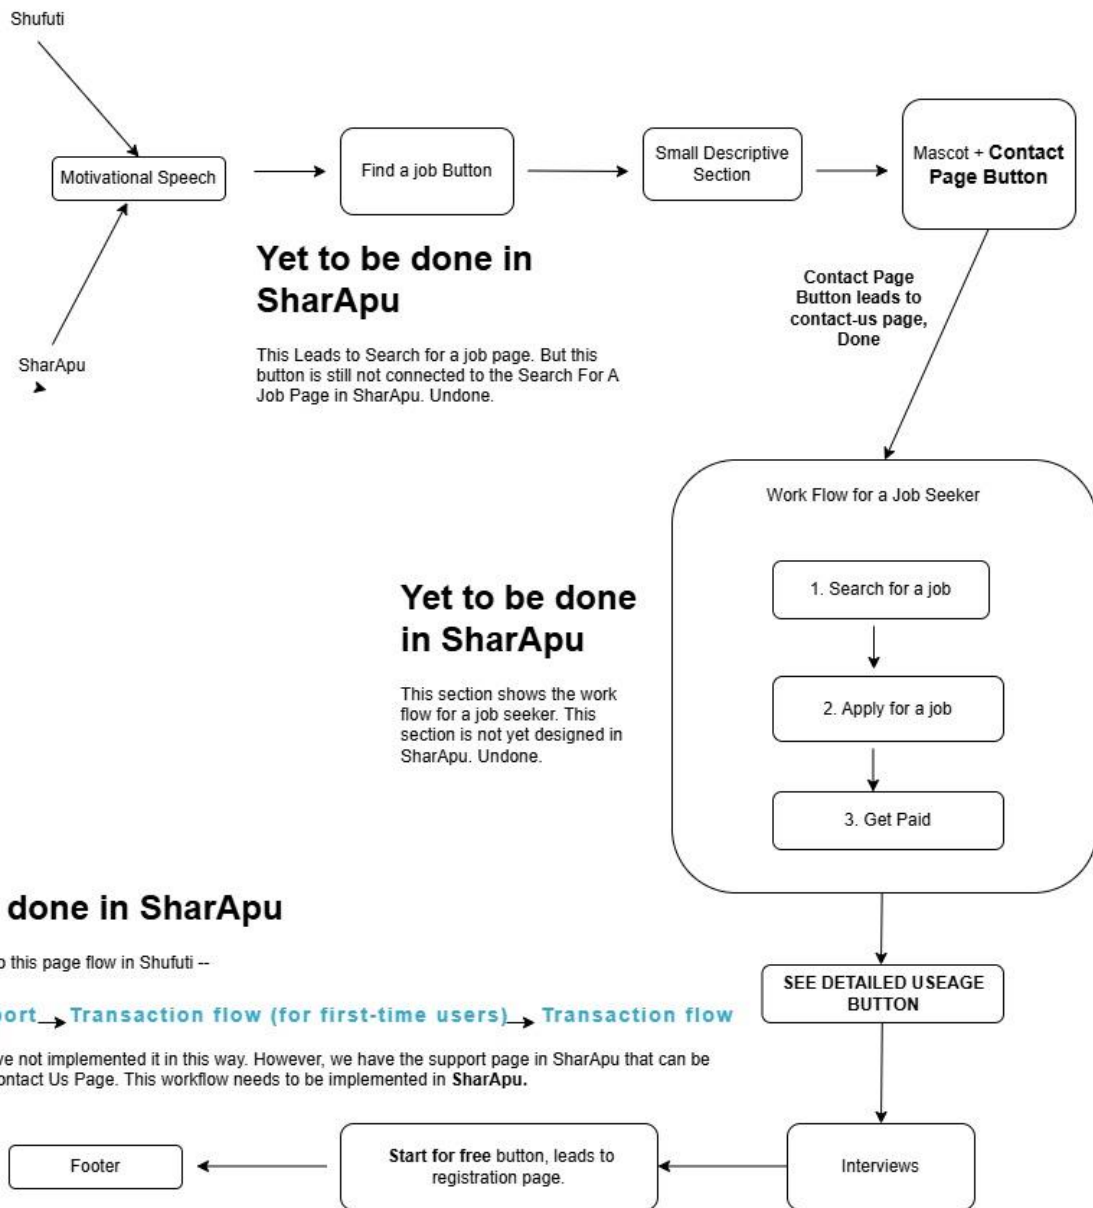 Shufuti
Motivational Speech
Find a job Button
Small Descriptive
Section
Mascot + Contact
Page Button
Yet to be done in
SharApu
This Leads to Search for a job page. But this
button is still not connected to the Search For A
Job Page in SharApu. Undone.
SharApu
Contact Page
Button leads to
contact-us page,
Done
Work Flow for a Job Seeker
1. Search for a job
2. Apply for a job
3. Get Paid
Yet to be done
in SharApu
This section shows the work
flow for a job seeker. This
section is not yet designed in
SharApu. Undone.
done in SharApu
this page flow in Shufuti --
Transaction flow (for first-time users) Transaction flow
not implemented it in this way. However, we have the support page in SharApu that can be
Us Page. This workflow needs to be implemented in SharApu.
SEE DETAILED USEAGE
BUTTON
Interviews
Start for free button, leads to
registration page.
Footer